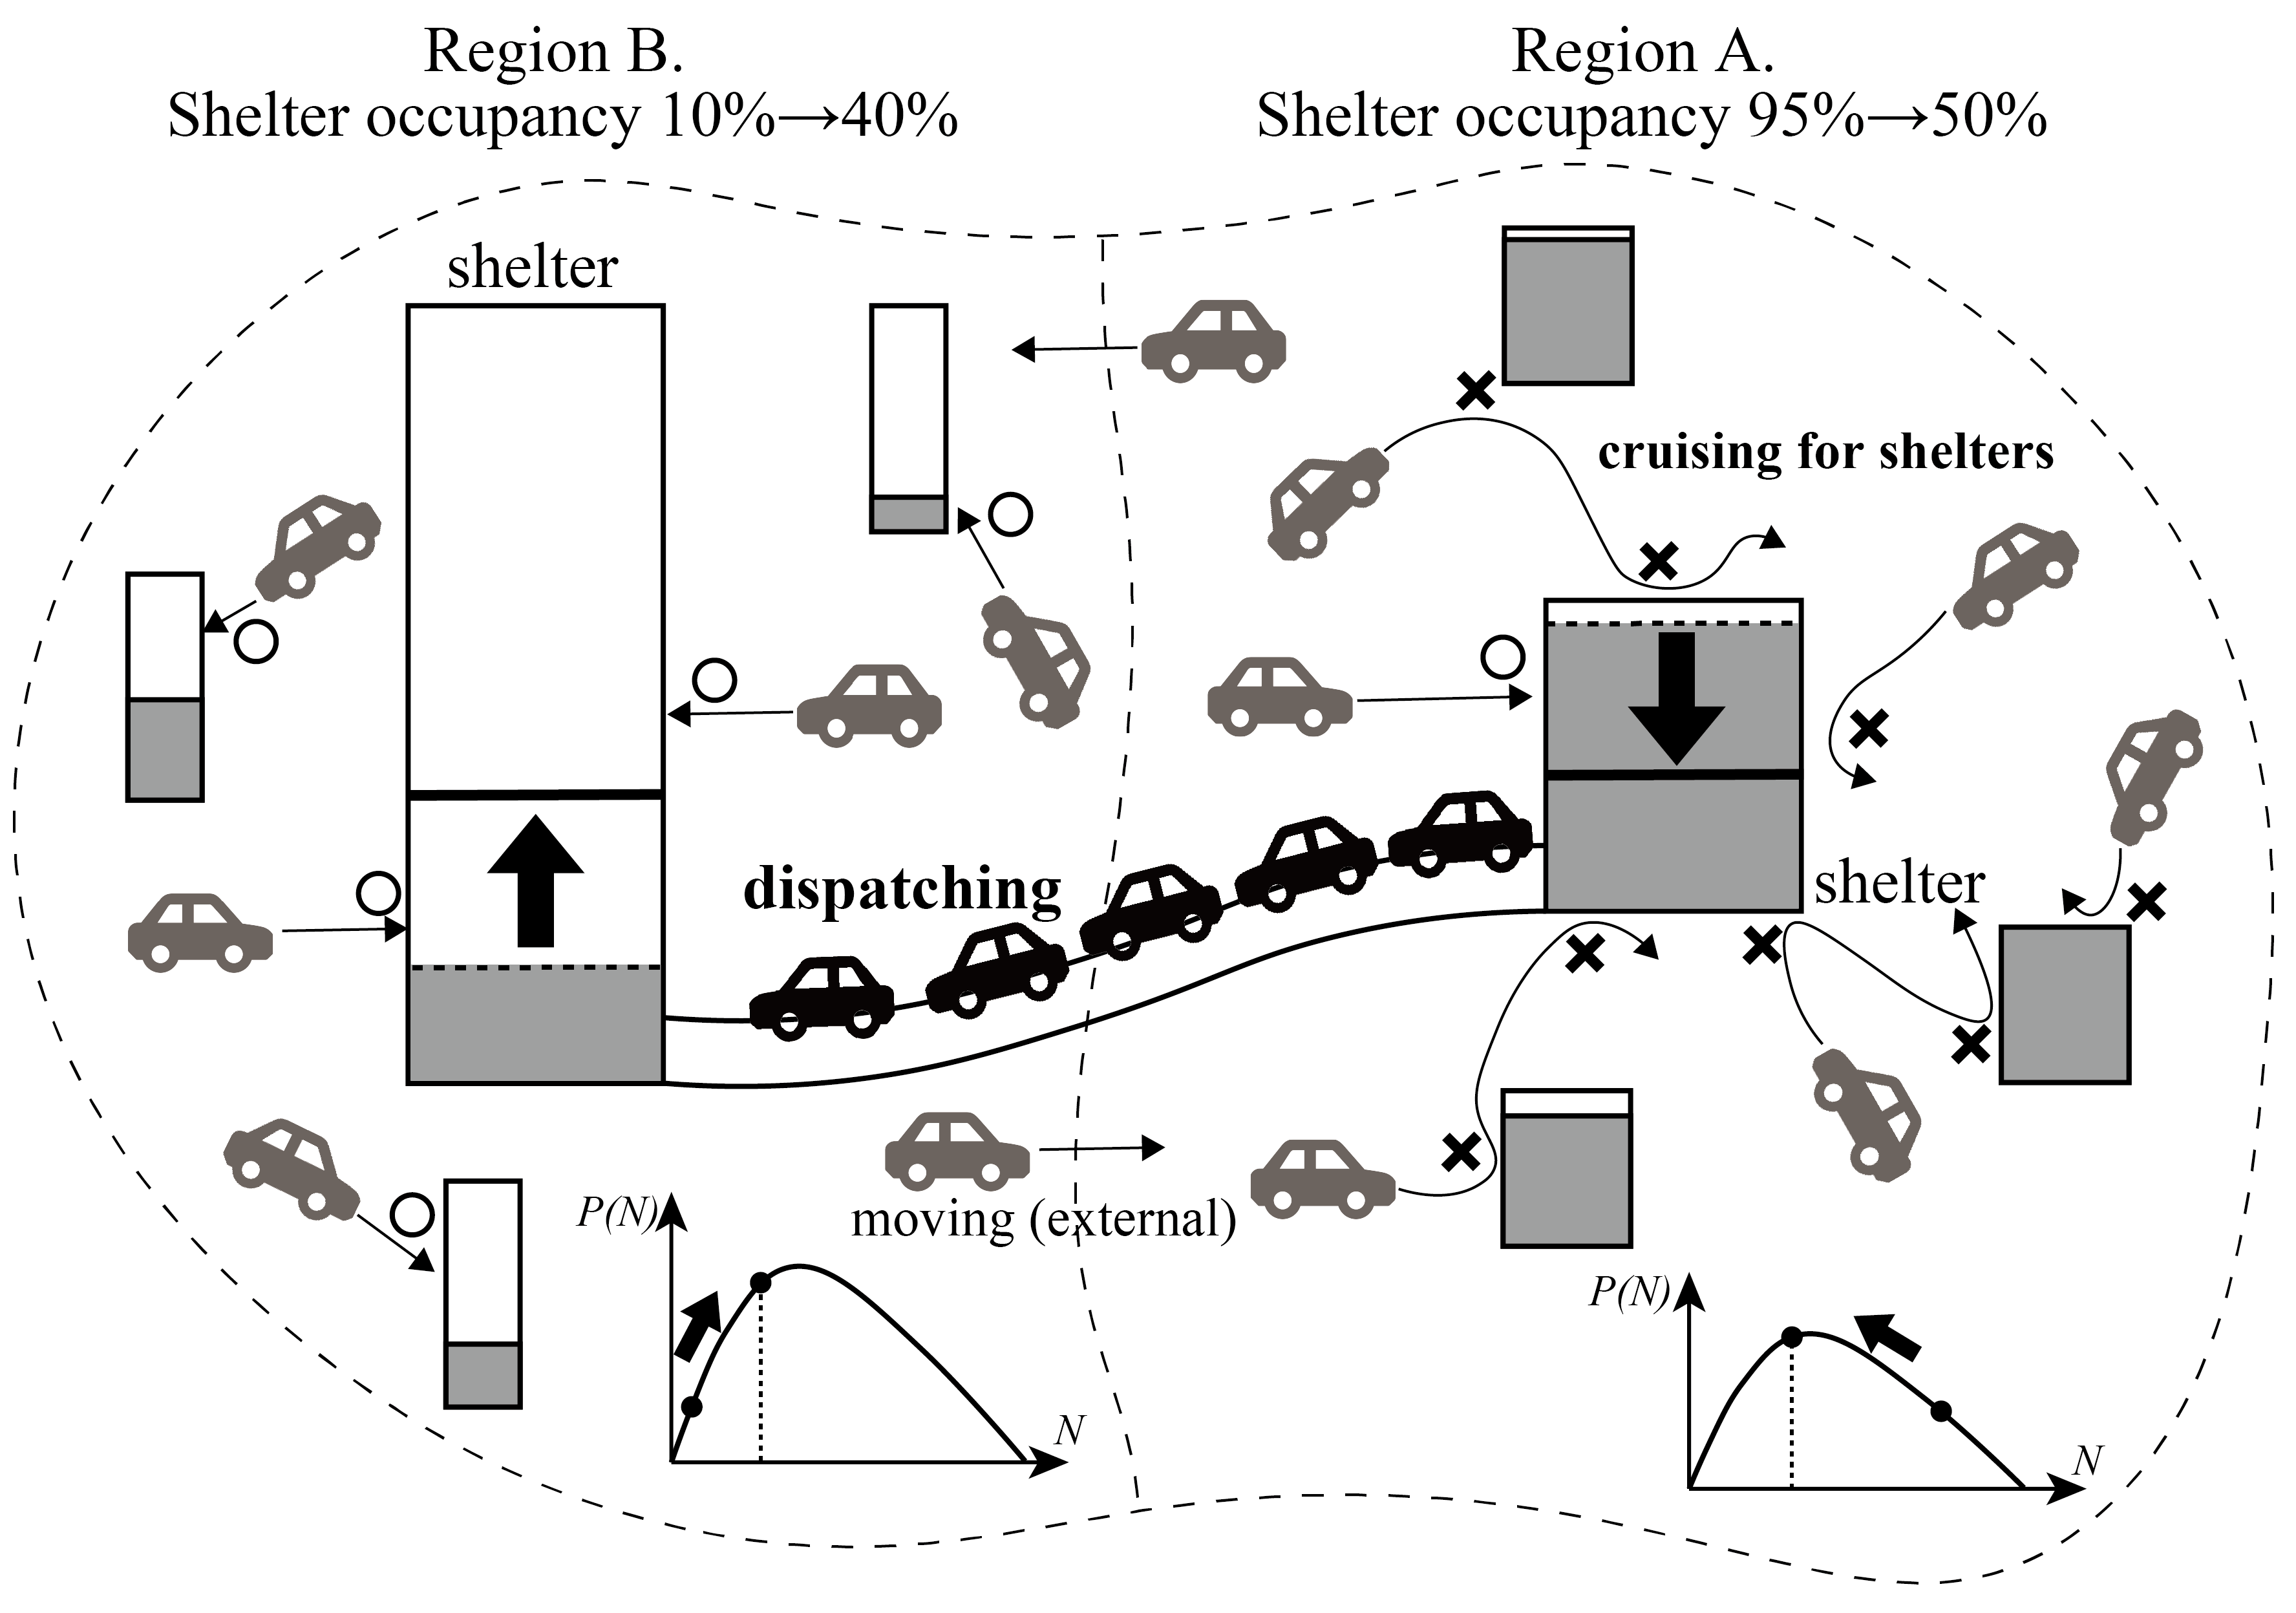 Region B.
Shelter occupancy 10%→40%
Region A.
Shelter occupancy 95%→50%
shelter
cruising for shelters
dispatching
shelter
moving (external)
P(N)
N
P(N)
N